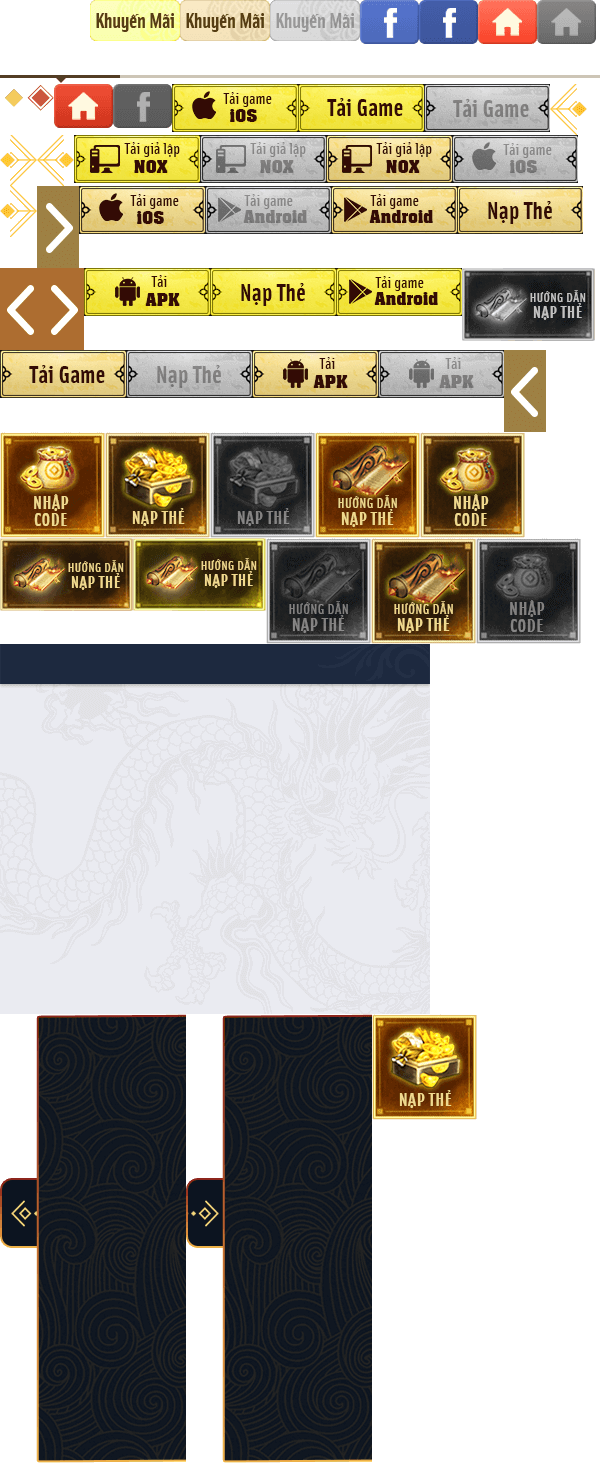 Khuyến Mãi
Khuyến Mãi
Khuyến Mãi
f
f
f
Tải game
iOS
Tải Game
Tải Game
Tải giả lập
NOX
Tải giả lập
NOX
Tải giả lập
NOX
Tải game
iOS
Tải game
iOS
Tải game
Android
Tải game
Android
Nạp Thẻ
Tải
APK
Nạp Thẻ
Tải game
Android
HƯỚNG DẪN
NẠP THẺ
Tải Game
Nạp Thẻ
Tải
APK
Tải
APK
NHẬP
CODE
NẠP THẺ
NẠP THẺ
HƯỚNG DẪN
NẠP THẺ
NHẬP
CODE
HƯỚNG DẪN
NẠP THẺ
HƯỚNG DẪN
NẠP THẺ
HƯỚNG DẪN
NẠP THẺ
HƯỚNG DẪN
NẠP THẺ
NHẬP
CODE
NẠP THẺ